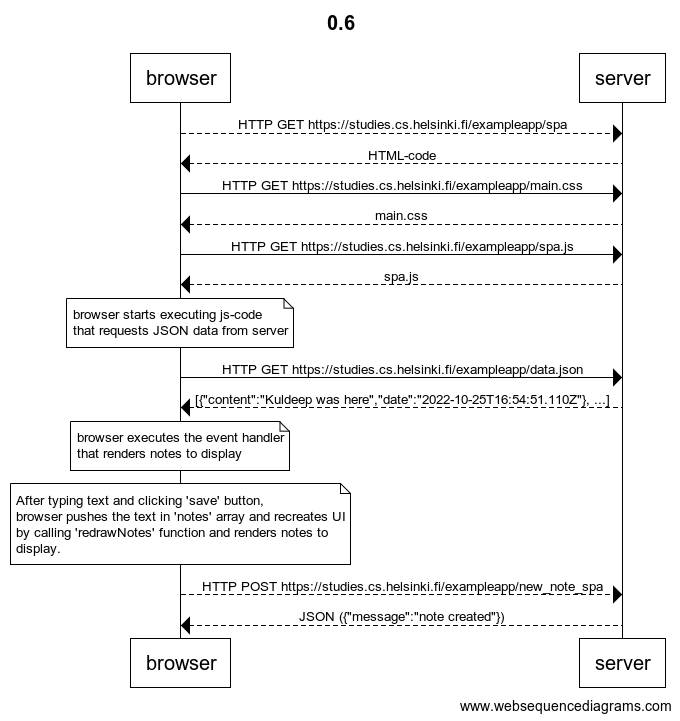 0.6
browser
server
HTTP GET https://studies.cs.helsinki.fi/exampleapp/spa
HTML-code
HTTP GET https://studies.cs.helsinki.fi/exampleapp/main.css
main.css
HTTP GET https://studies.cs.helsinki.fi/exampleapp/spa.js
spa.js
browser starts executing js-code
that requests JSON data from server
HTTP GET https://studies.cs.helsinki.fi/exampleapp/data.json
[{"content":"Kuldeep was here","date":"2022-10-25T16:54:51.110Z"}, ...]
browser executes the event handler
that renders notes to display
After typing text and clicking 'save' button,
browser pushes the text in 'notes' array and recreates UI
by calling 'redrawNotes' function and renders notes to
display.
HTTP POST https://studies.cs.helsinki.fi/exampleapp/new_note_spa
JSON ({"message":"note created"})
browser
server
www.websequencediagrams.com